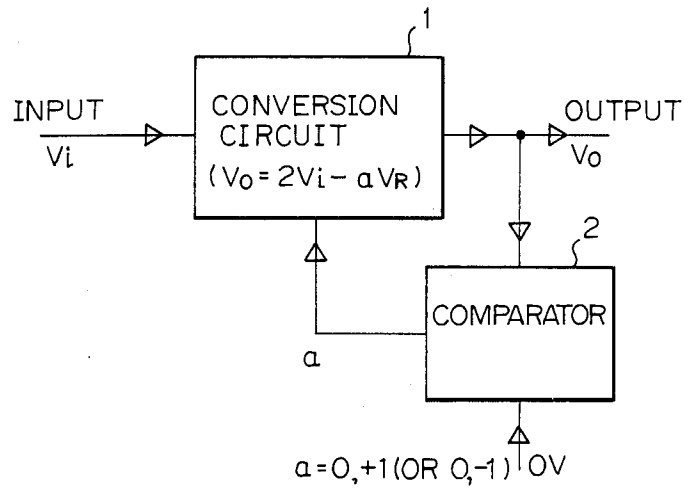 1
INPUT
Vi
CONVERSION
CIRCUIT
(VO = 2Vi - aVR)
OUTPUT
VO
2
COMPARATOR
a
a=0,+1(OR 0,-1)
0V